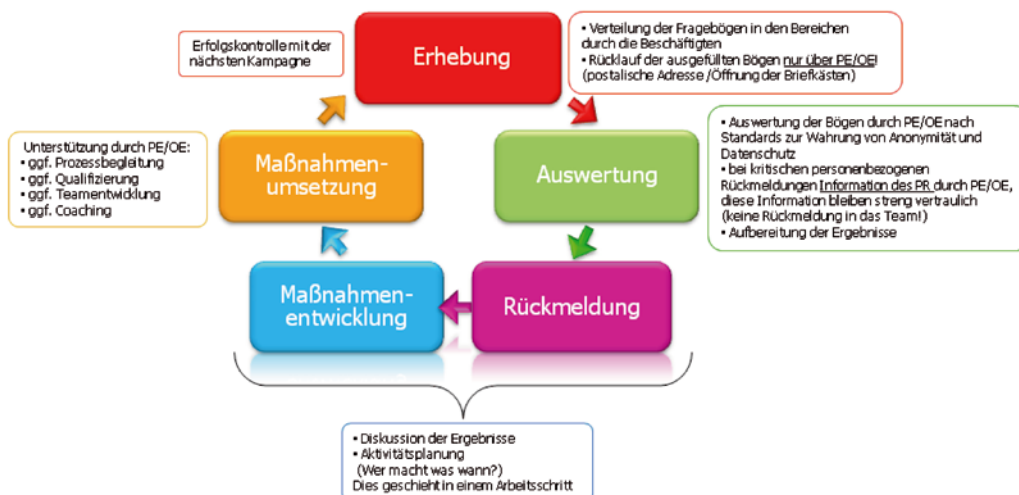 Erfolgskontrolle mit der
nächsten Kampagne
Erhebung
• Verteilung der Fragebögen in den Bereichen
durch die Beschäftigten
• Rücklauf der ausgefüllten Bögen nur über PE/OE!
(postalische Adresse /Öffnung der Briefkästen)
Unterstützung durch PE/OE:
• ggf. Prozessbegleitung
• ggf. Qualifizierung
• ggf. Teamentwicklung
• ggf. Coaching
Maßnahmen-
umsetzung
Auswertung
• Auswertung der Bögen durch PE/OE nach
Standards zur Wahrung von Anonymität und
Datenschutz
• bei kritischen personenbezogenen
Rückmeldungen Information des PR durch PE/OE,
diese Information bleiben streng vertraulich
(keine Rückmeldung in das Team!)
• Aufbereitung der Ergebnisse
Maßnahmen-
entwicklung
Rückmeldung
• Diskussion der Ergebnisse
• Aktivitätsplanung
(Wer macht was wann?)
Dies geschieht in einem Arbeitsschritt